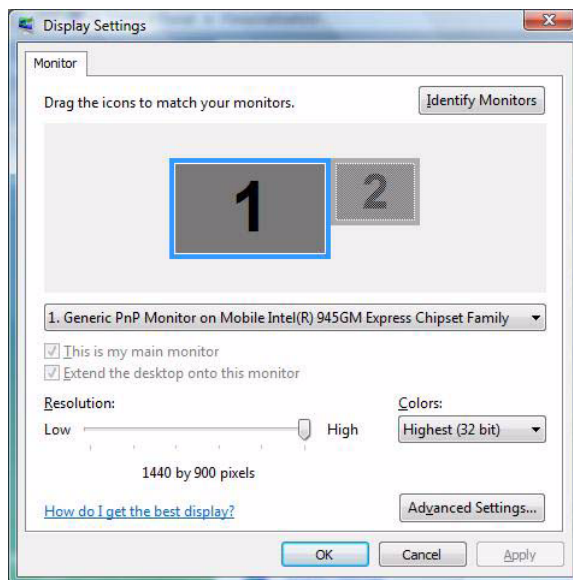 Display Settings
Monitor
Drag the icons to match your monitors.
Identify Monitors
1
2
1. Generic PnP Monitor on Mobile Intel(R) 945GM Express Chipset Family
This is my main monitor
Extend the desktop onto this monitor
Resolution:
Colors:
Low
High
Highest (32 bit)
1440 by 900 pixels
How do I get the best display?
Advanced Settings...
OK
Cancel
Apply